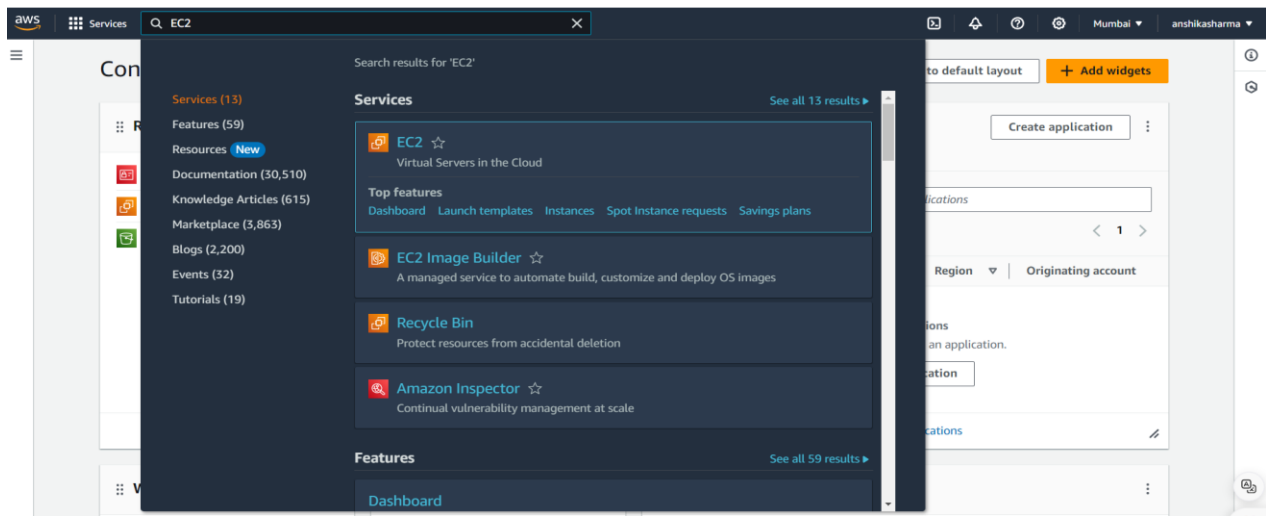 aws
Services
EC2
Mumbai
anshikasharma
Search results for 'EC2'
Services (13)
Features (59)
Resources New
Documentation (30,510)
Knowledge Articles (615)
Marketplace (3,863)
Blogs (2,200)
Events (32)
Tutorials (19)
Services
See all 13 results
EC2
Virtual Servers in the Cloud
Top features
Dashboard Launch templates Instances Spot Instance requests Savings plans
EC2 Image Builder
A managed service to automate build, customize and deploy OS images
Recycle Bin
Protect resources from accidental deletion
Amazon Inspector
Continual vulnerability management at scale
Features
See all 59 results
Dashboard
Con
to default layout
+ Add widgets
R
Create application
lications
1
Region
Originating account
ions
an application.
cation
cations